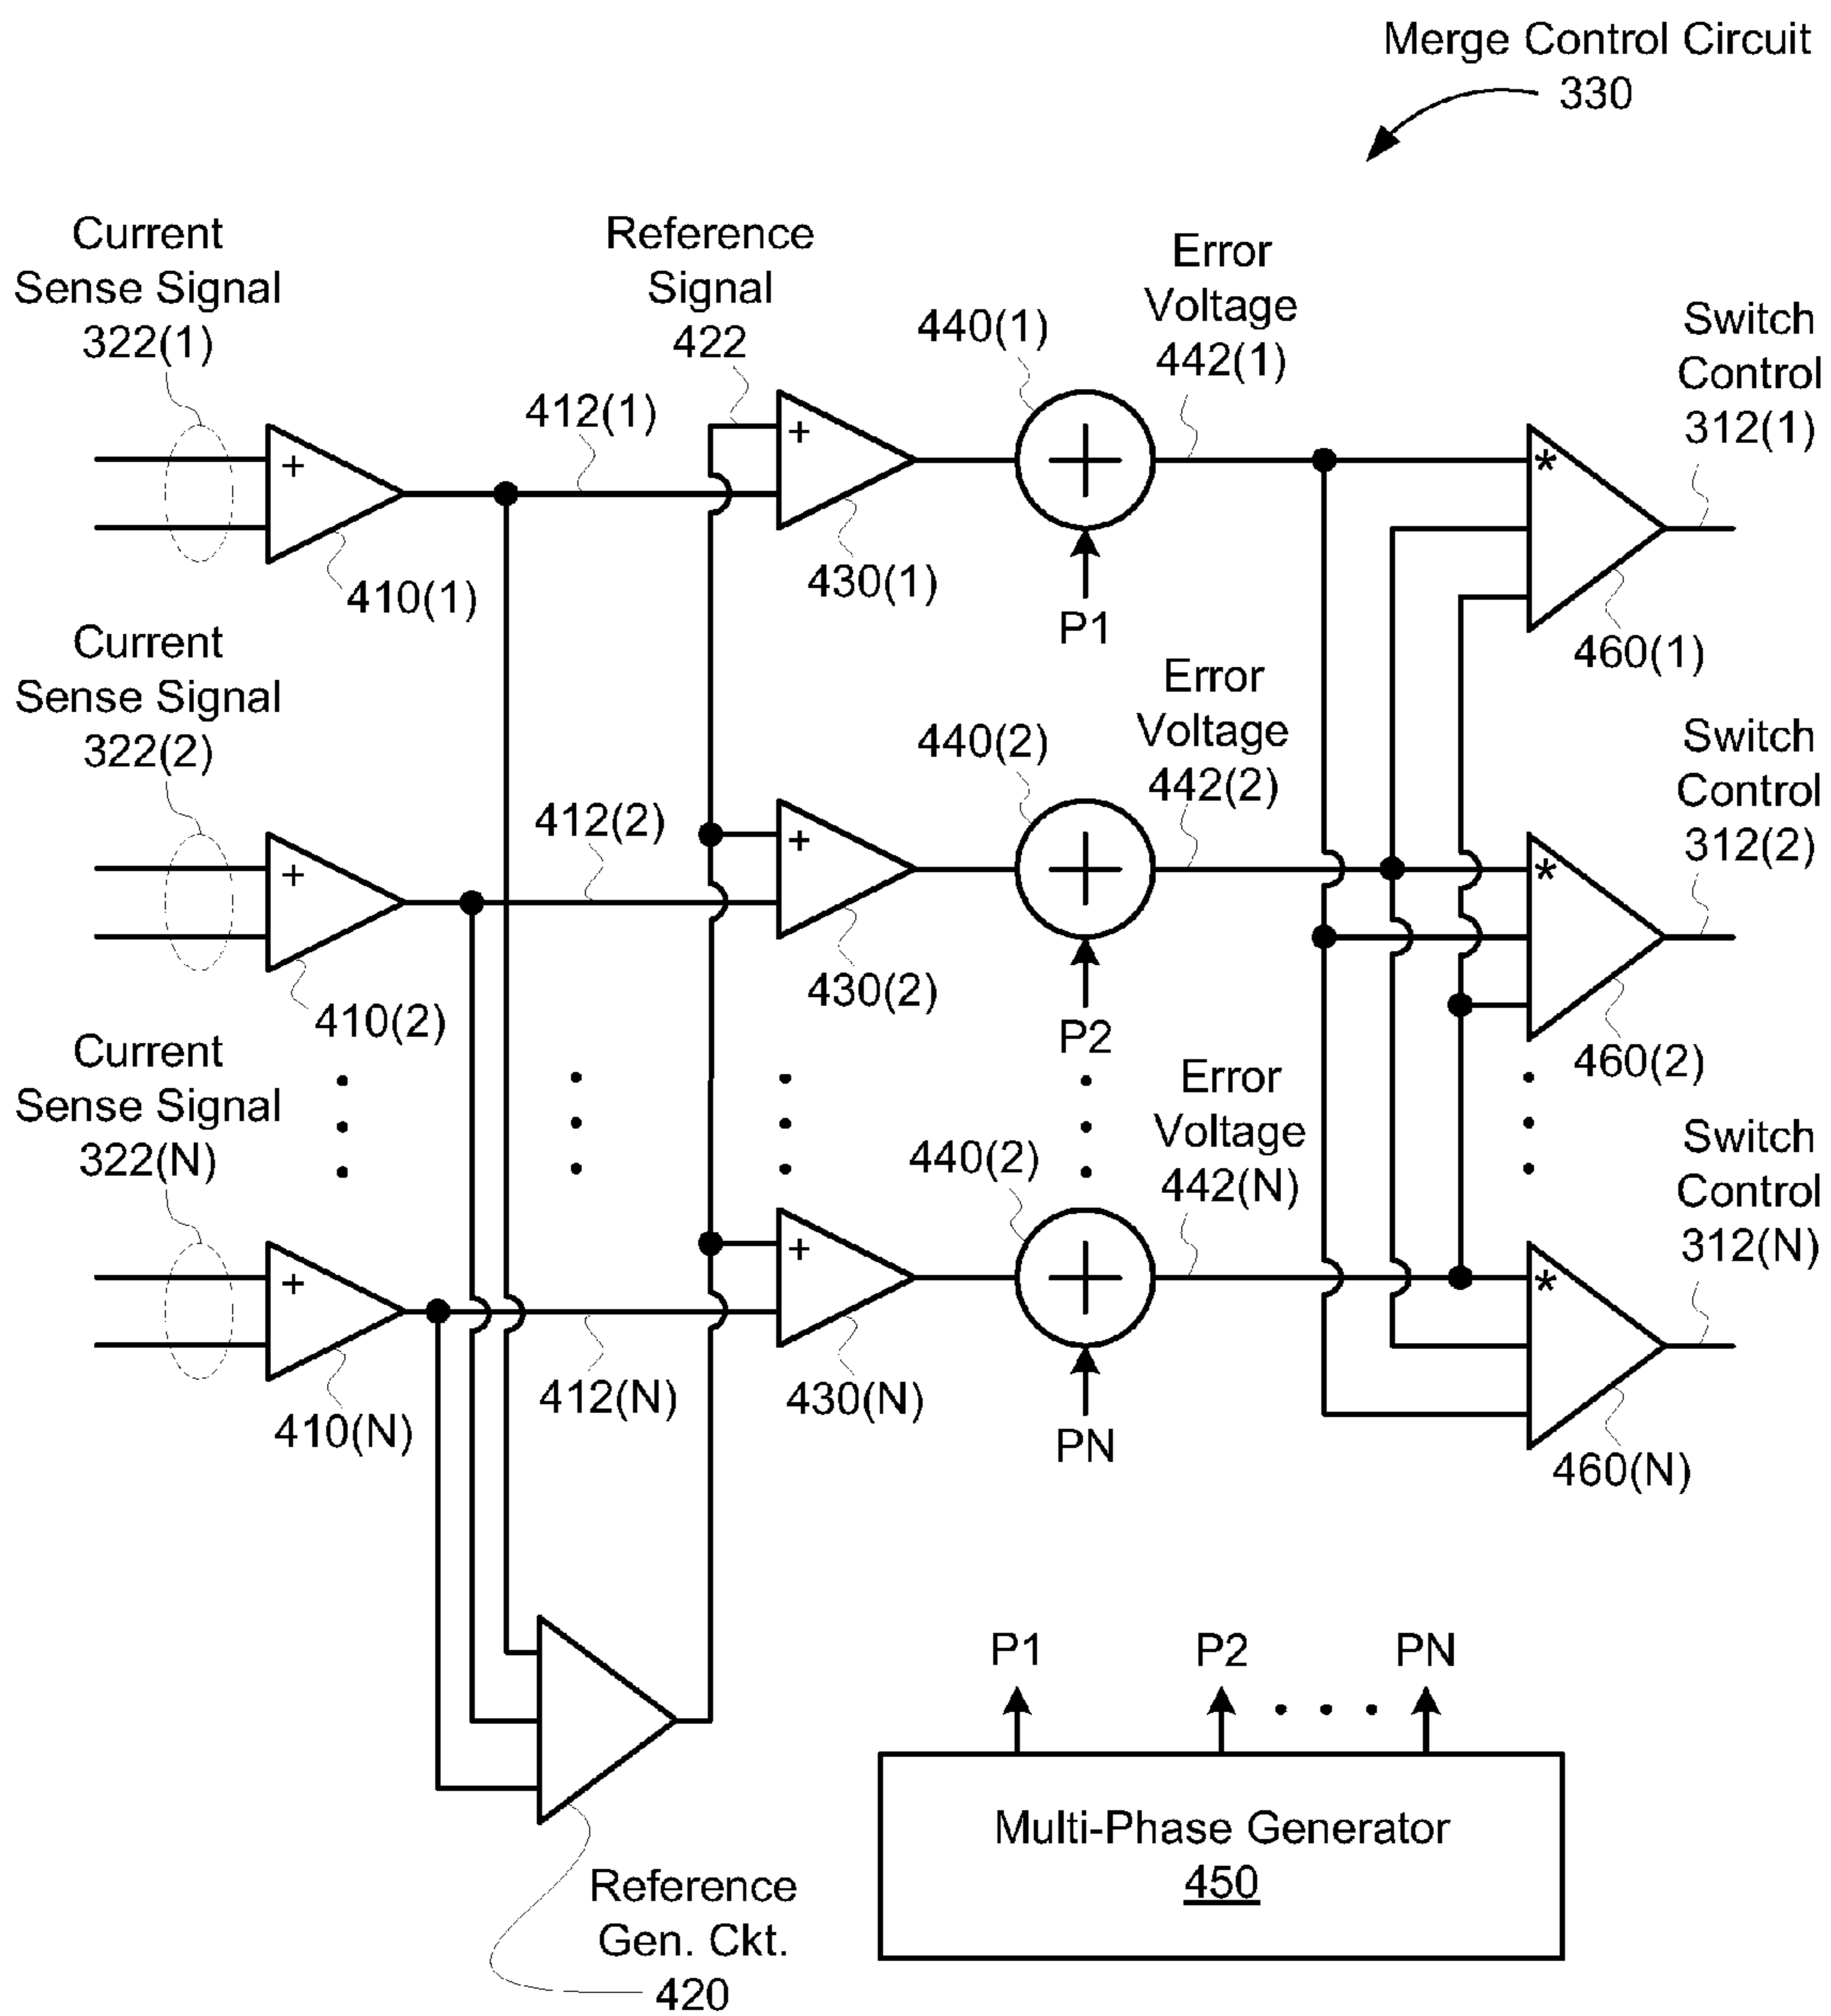 Merge Control Circuit
330
Current
Sense Signal
322(1)
Reference
Signal
422
Error
Voltage
442(1)
Switch
Control
312(1)
440(1)
412(1)
+
+
*
410(1)
430(1)
P1
460(1)
Current
Sense Signal
322(2)
Error
Voltage
442(2)
Switch
Control
312(2)
440(2)
412(2)
+
+
*
410(2)
430(2)
P2
460(2)
Current
Sense Signal
322(N)
Error
Voltage
442(N)
Switch
Control
312(N)
440(2)
+
+
*
410(N)
412(N)
430(N)
PN
460(N)
P1
P2
PN
Multi-Phase Generator
450
Reference
Gen. Ckt.
420